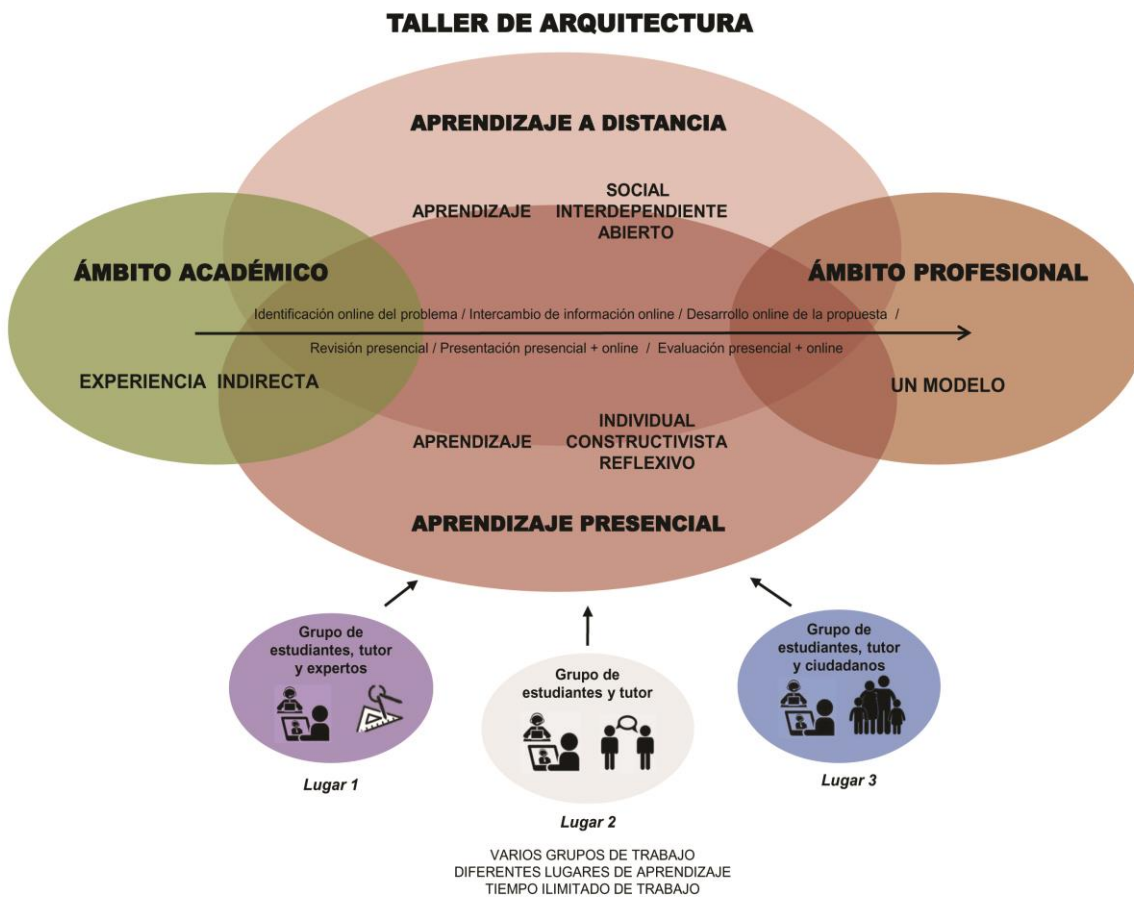 TALLER DE ARQUITECTURA
APRENDIZAJE A DISTANCIA
APRENDIZAJE
SOCIAL
INTERDEPENDIENTE
ABIERTO
ÁMBITO ACADÉMICO
ÁMBITO PROFESIONAL
Identificación online del problema / Intercambio de información online / Desarrollo online de la propuesta /
Revisión presencial / Presentación presencial + online / Evaluación presencial + online
EXPERIENCIA INDIRECTA
UN MODELO
APRENDIZAJE
INDIVIDUAL
CONSTRUCTIVISTA
REFLEXIVO
APRENDIZAJE PRESENCIAL
Grupo de
estudiantes, tutor
y expertos
Lugar 1
Grupo de
estudiantes y tutor
Lugar 2
Grupo de
estudiantes, tutor
y ciudadanos
Lugar 3
VARIOS GRUPOS DE TRABAJO
DIFERENTES LUGARES DE APRENDIZAJE
TIEMPO ILIMITADO DE TRABAJO